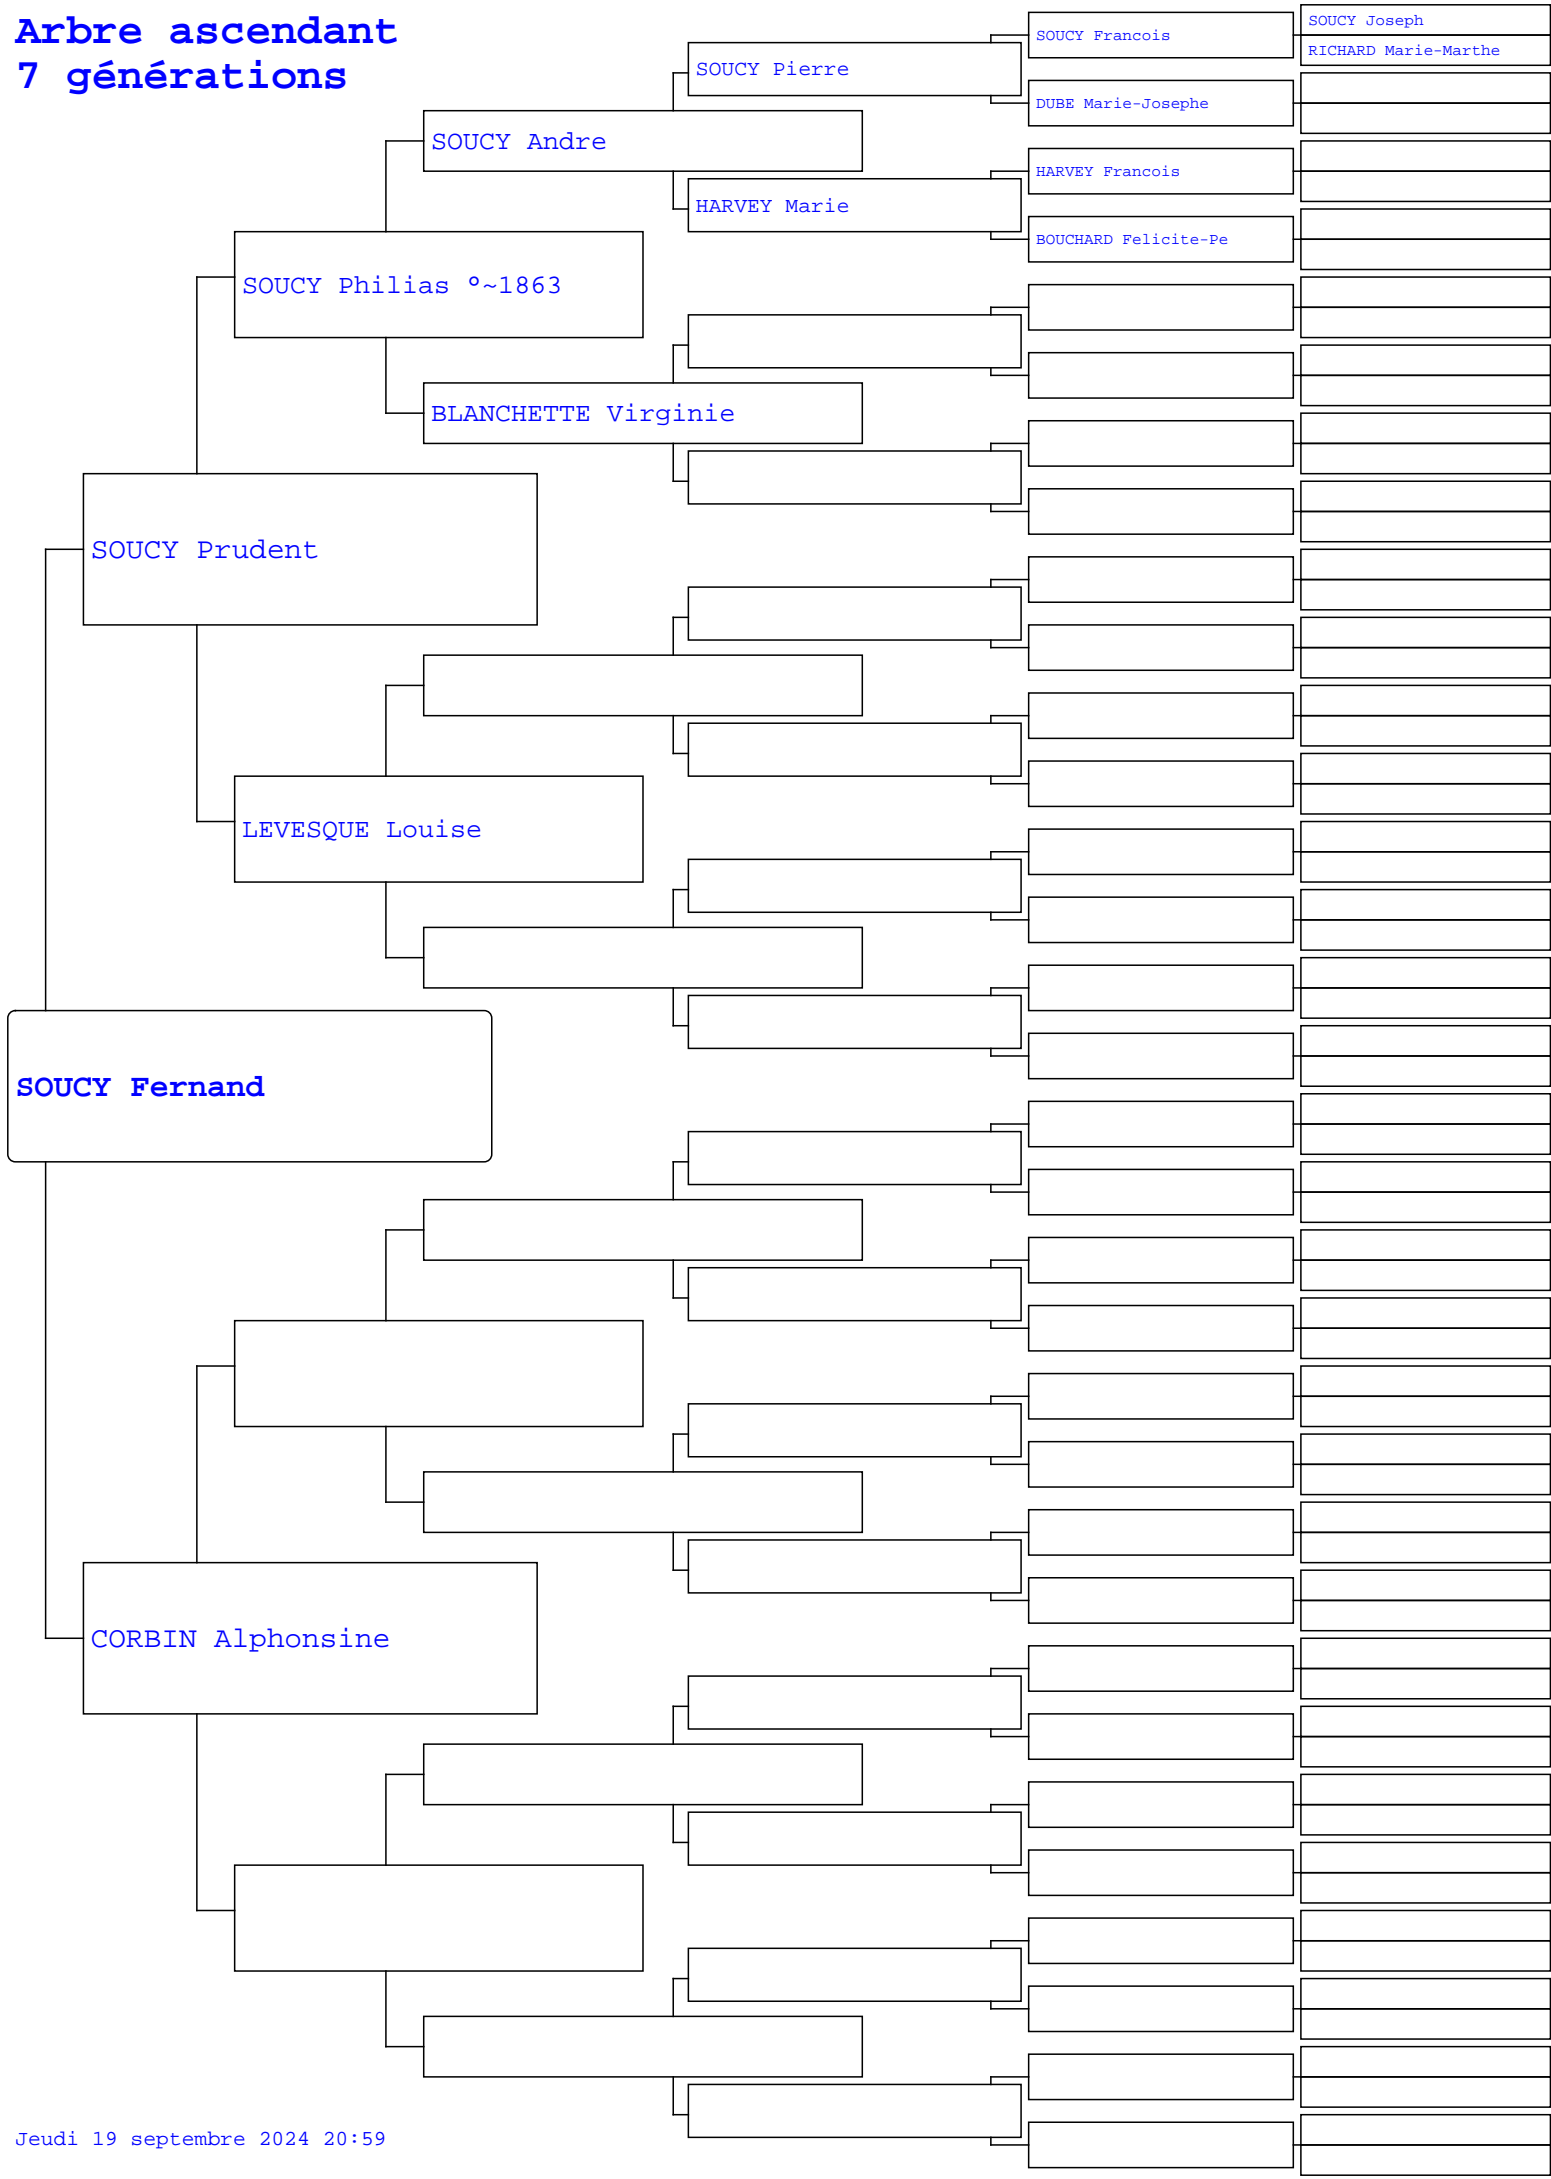 Arbre ascendant
7 générations
SOUCY Joseph
RICHARD Marie-Marthe
SOUCY Francois
SOUCY Pierre
DUBE Marie-Josephe
SOUCY Andre
HARVEY Francois
HARVEY Marie
BOUCHARD Felicite-Pe
SOUCY Philias °~1863
BLANCHETTE Virginie
SOUCY Prudent
LEVESQUE Louise
SOUCY Fernand
CORBIN Alphonsine
Jeudi 19 septembre 2024 20:59